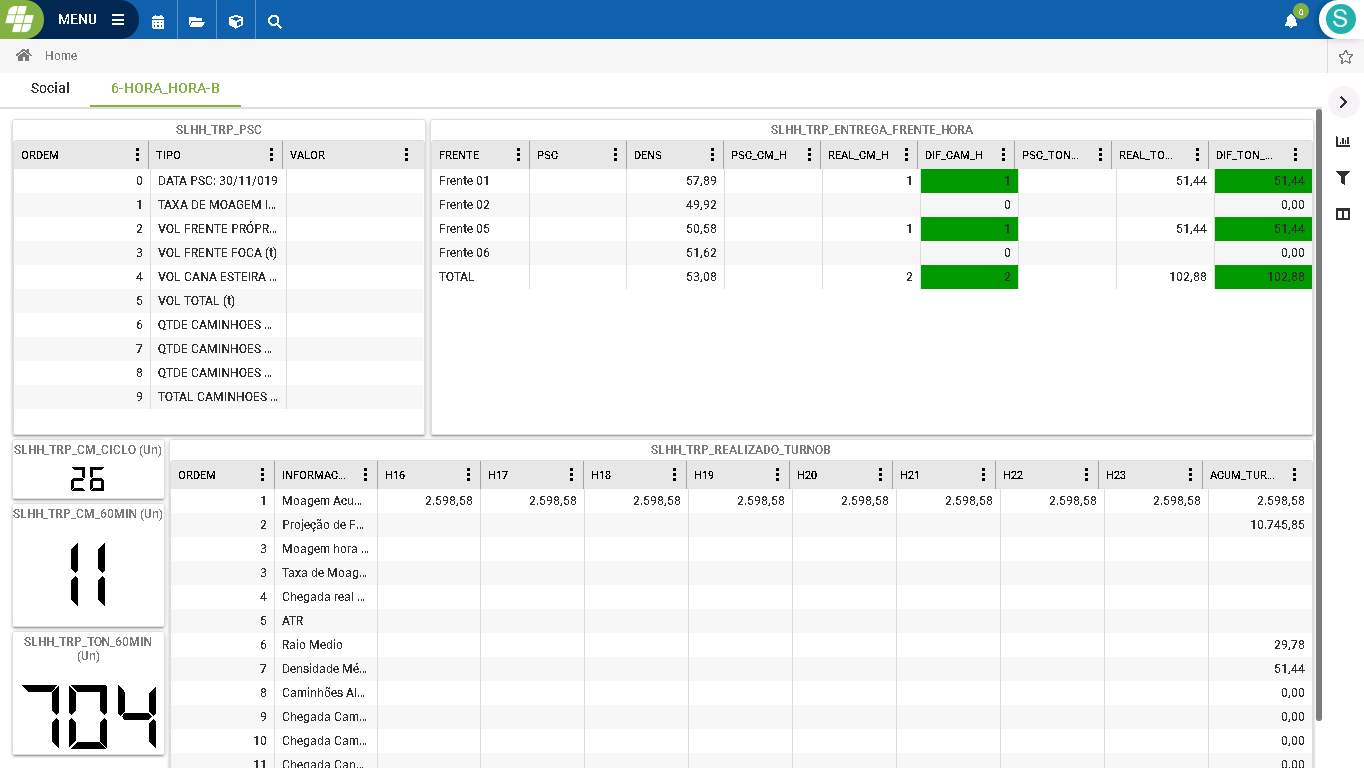 MENU
0
S
Home
Social 6-HORA_HORA-B
SLHH_TRP_PSC
ORDEM TIPO VALOR
0 DATA PSC: 30/11/019
1 TAXA DE MOAGEM I...
2 VOL FRENTE PRÓPR...
3 VOL FRENTE FOCA (t)
4 VOL CANA ESTEIRA ...
5 VOL TOTAL (t)
6 QTDE CAMINHOES ...
7 QTDE CAMINHOES ...
8 QTDE CAMINHOES ...
9 TOTAL CAMINHOES ...
SLHH_TRP_ENTREGA_FRENTE_HORA
FRENTE PSC DENS PSC_CM_H REAL_CM_H DIF_CAM_H PSC_TON... REAL_TO... DIF_TON_...
Frente 01 57,89 1 1 51,44 51,44
Frente 02 49,92 0 0,00
Frente 05 50,58 1 1 51,44 51,44
Frente 06 51,62 0 0,00
TOTAL 53,08 2 2 102,88 102,88
SLHH_TRP_CM_CICLO (Un)
26
SLHH_TRP_CM_60MIN (Un)
11
SLHH_TRP_TON_60MIN
(Un)
704
SLHH_TRP_REALIZADO_TURNOB
ORDEM INFORMAC... H16 H17 H18 H19 H20 H21 H22 H23 ACUM_TUR...
1 Moagem Acu... 2.598,58 2.598,58 2.598,58 2.598,58 2.598,58 2.598,58 2.598,58 2.598,58 2.598,58
2 Projeção de F... 10.745,85
3 Moagem hora ...
3 Taxa de Moag...
4 Chegada real ...
5 ATR
6 Raio Medio 29,78
7 Densidade Mé... 51,44
8 Caminhões Al... 0,00
9 Chegada Cam... 0,00
10 Chegada Cam... 0,00
11 Chegada Can... 0,00